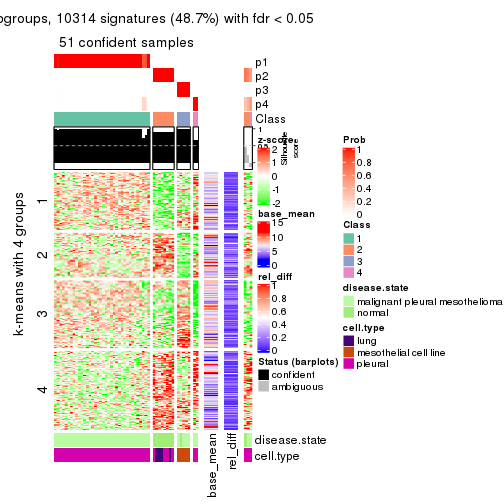 ogroups, 10314 signatures (48.7%) with fdr < 0.05
51 confident samples
p1
p2
p3
p4
Class
1
0.5
Silhouette
score
k-means with 4 groups
1
2
3
4
disease.state
cell.type
base_mean
rel_diff
z-score
2
1
0
-1
-2
base_mean
15
10
5
0
rel_diff
1
0.8
0.6
0.4
0.2
0
Status (barplots)
confident
ambiguous
Prob
1
0.8
0.6
0.4
0.2
0
Class
1
2
3
4
disease.state
malignant pleural mesothelioma
normal
cell.type
lung
mesothelial cell line
pleural